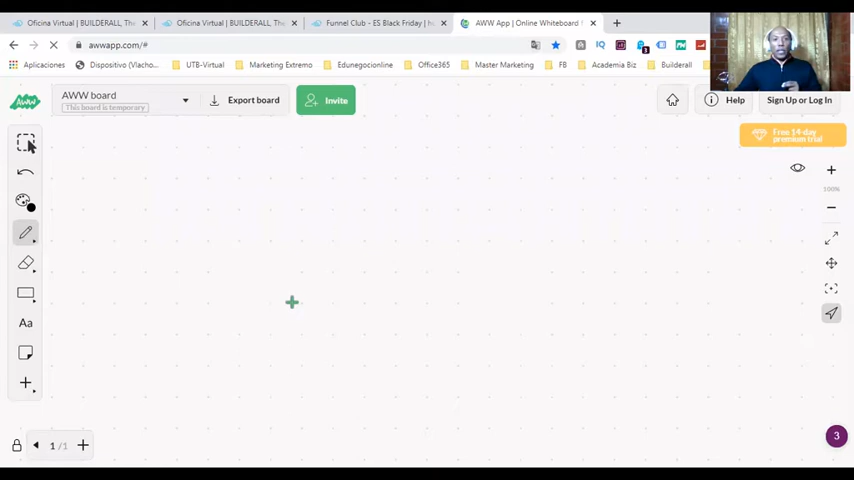 Oficina Virtual | BUILDERALL, The
Oficina Virtual | BUILDERALL, The
Funnel Club - ES Black Friday | h
AWW App | Online Whiteboard
awwapp.com/#
Aplicaciones
Dispositivo (Vlacho...
UTB-Virtual
Marketing Extremo
Edunegocionline
Office365
Master Marketing
FB
Academia Biz
Builderall
AWW
AWW board
This board is temporary
Export board
Invite
Help
Sign Up or Log In
Free 14-day
premium trial
100%
Aa
1 /1
3